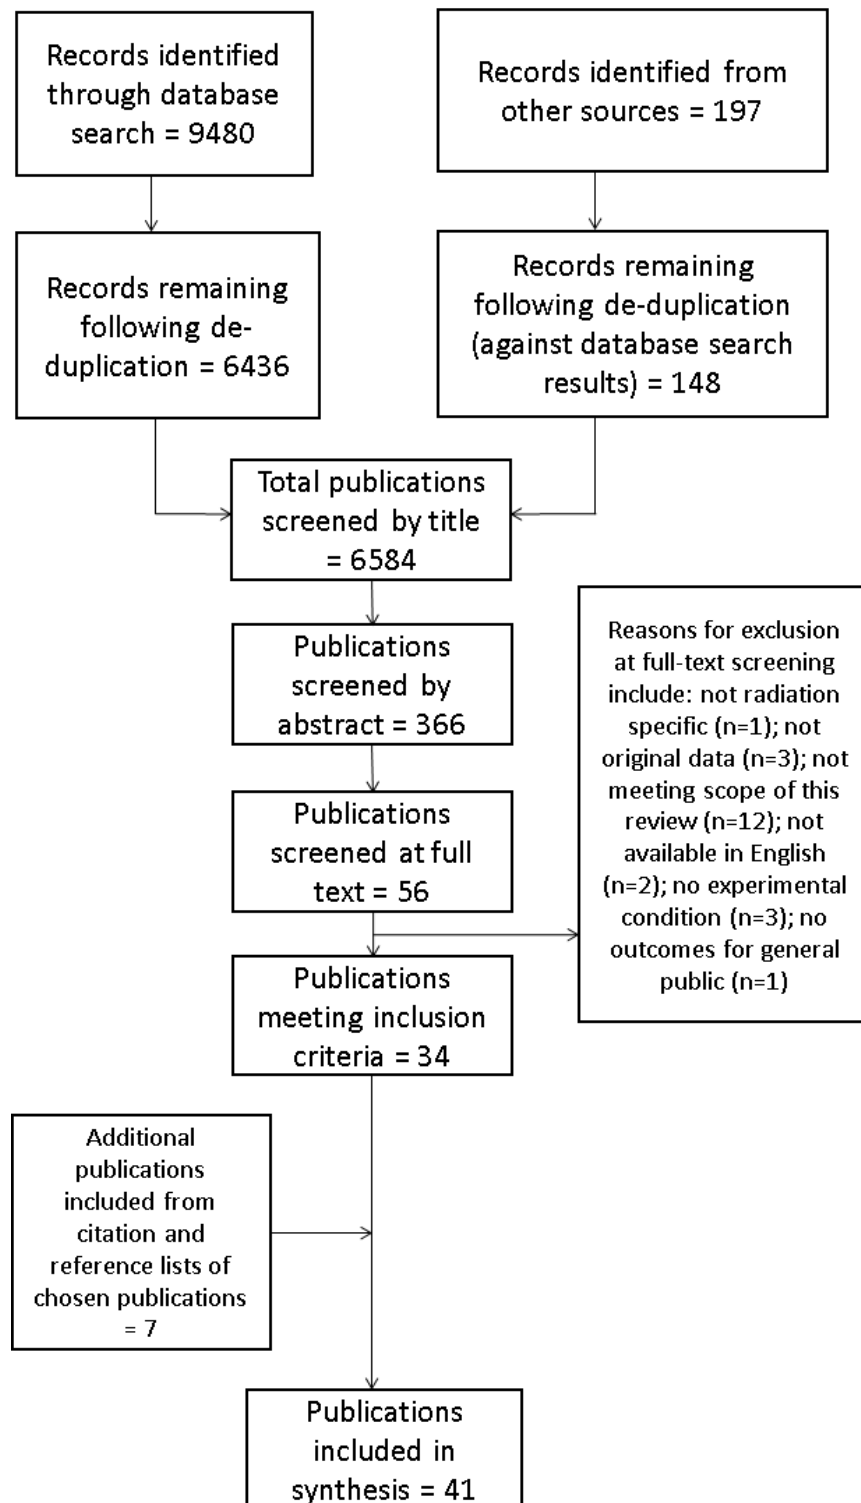 Records identified
through database
search = 9480
Records identified from
other sources = 197
Records remaining
following de-
duplication = 6436
Records remaining
following de-duplication
(against database search
results) = 148
Total publications
screened by title
= 6584
Publications
screened by
abstract = 366
Reasons for exclusion
at full-text screening
include: not radiation
specific (n=1); not
original data (n=3); not
meeting scope of this
review (n=12); not
available in English
(n=2); no experimental
condition (n=3); no
outcomes for general
public (n=1)
Publications
screened at full
text = 56
Publications
meeting inclusion
criteria = 34
Additional
publications
included from
citation and
reference lists of
chosen publications
= 7
Publications
included in
synthesis = 41